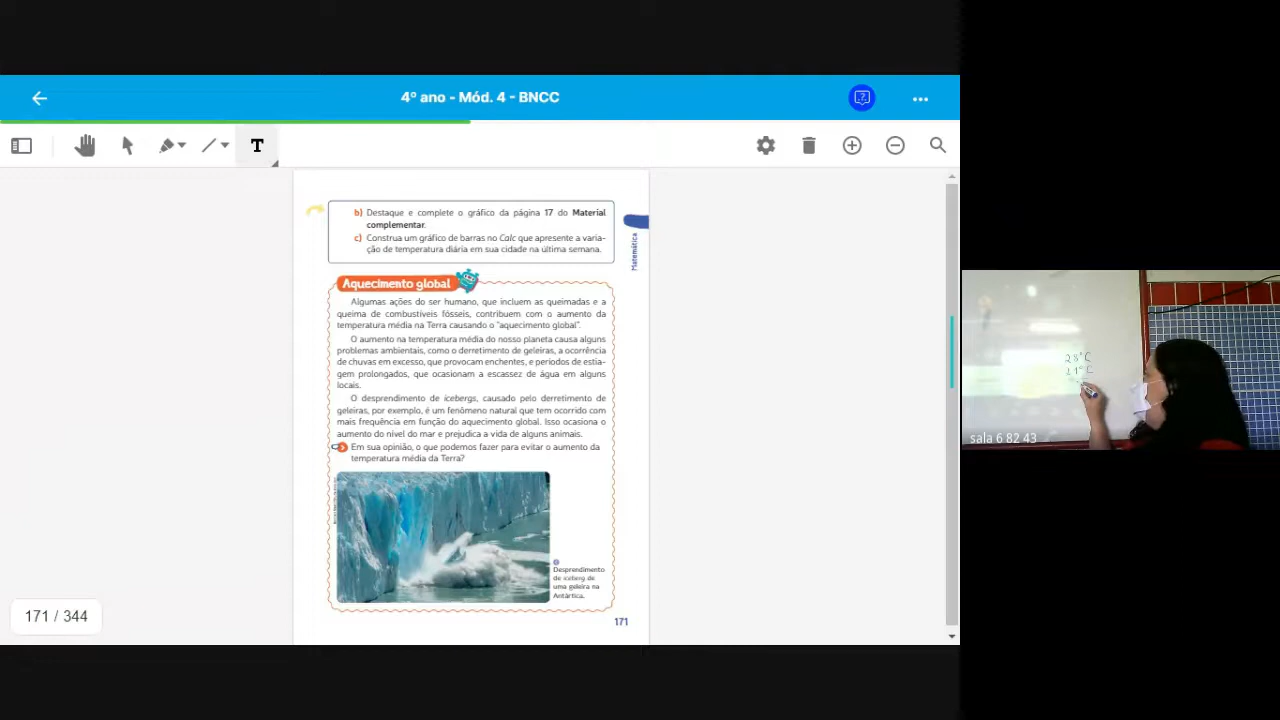 4º ano - Mód. 4 - BNCC
T
b) Destaque e complete o gráfico da página 17 do Material
complementar.
c) Construa um gráfico de barras no Calc que apresente a varia-
ção de temperatura diária em sua cidade na última semana.
Matemática
Aquecimento global
Algumas ações do ser humano, que incluem as queimadas e a
queima de combustíveis fósseis, contribuem com o aumento da
temperatura média na Terra causando o "aquecimento global".
O aumento na temperatura média do nosso planeta causa alguns
problemas ambientais, como o derretimento de geleiras, a ocorrência
de chuvas em excesso, que provocam enchentes, e períodos de estia-
gem prolongados, que ocasionam a escassez de água em alguns
locais.
O desprendimento de icebergs, causado pelo derretimento de
geleiras, por exemplo, é um fenômeno natural que tem ocorrido com
mais frequência em função do aquecimento global. Isso ocasiona o
aumento do nível do mar e prejudica a vida de alguns animais.
Em sua opinião, o que podemos fazer para evitar o aumento da
temperatura média da Terra?
Desprendimento
de iceberg de
uma geleira na
Antártica.
171
171 / 344
28°C
21°C
sala 6 82 43